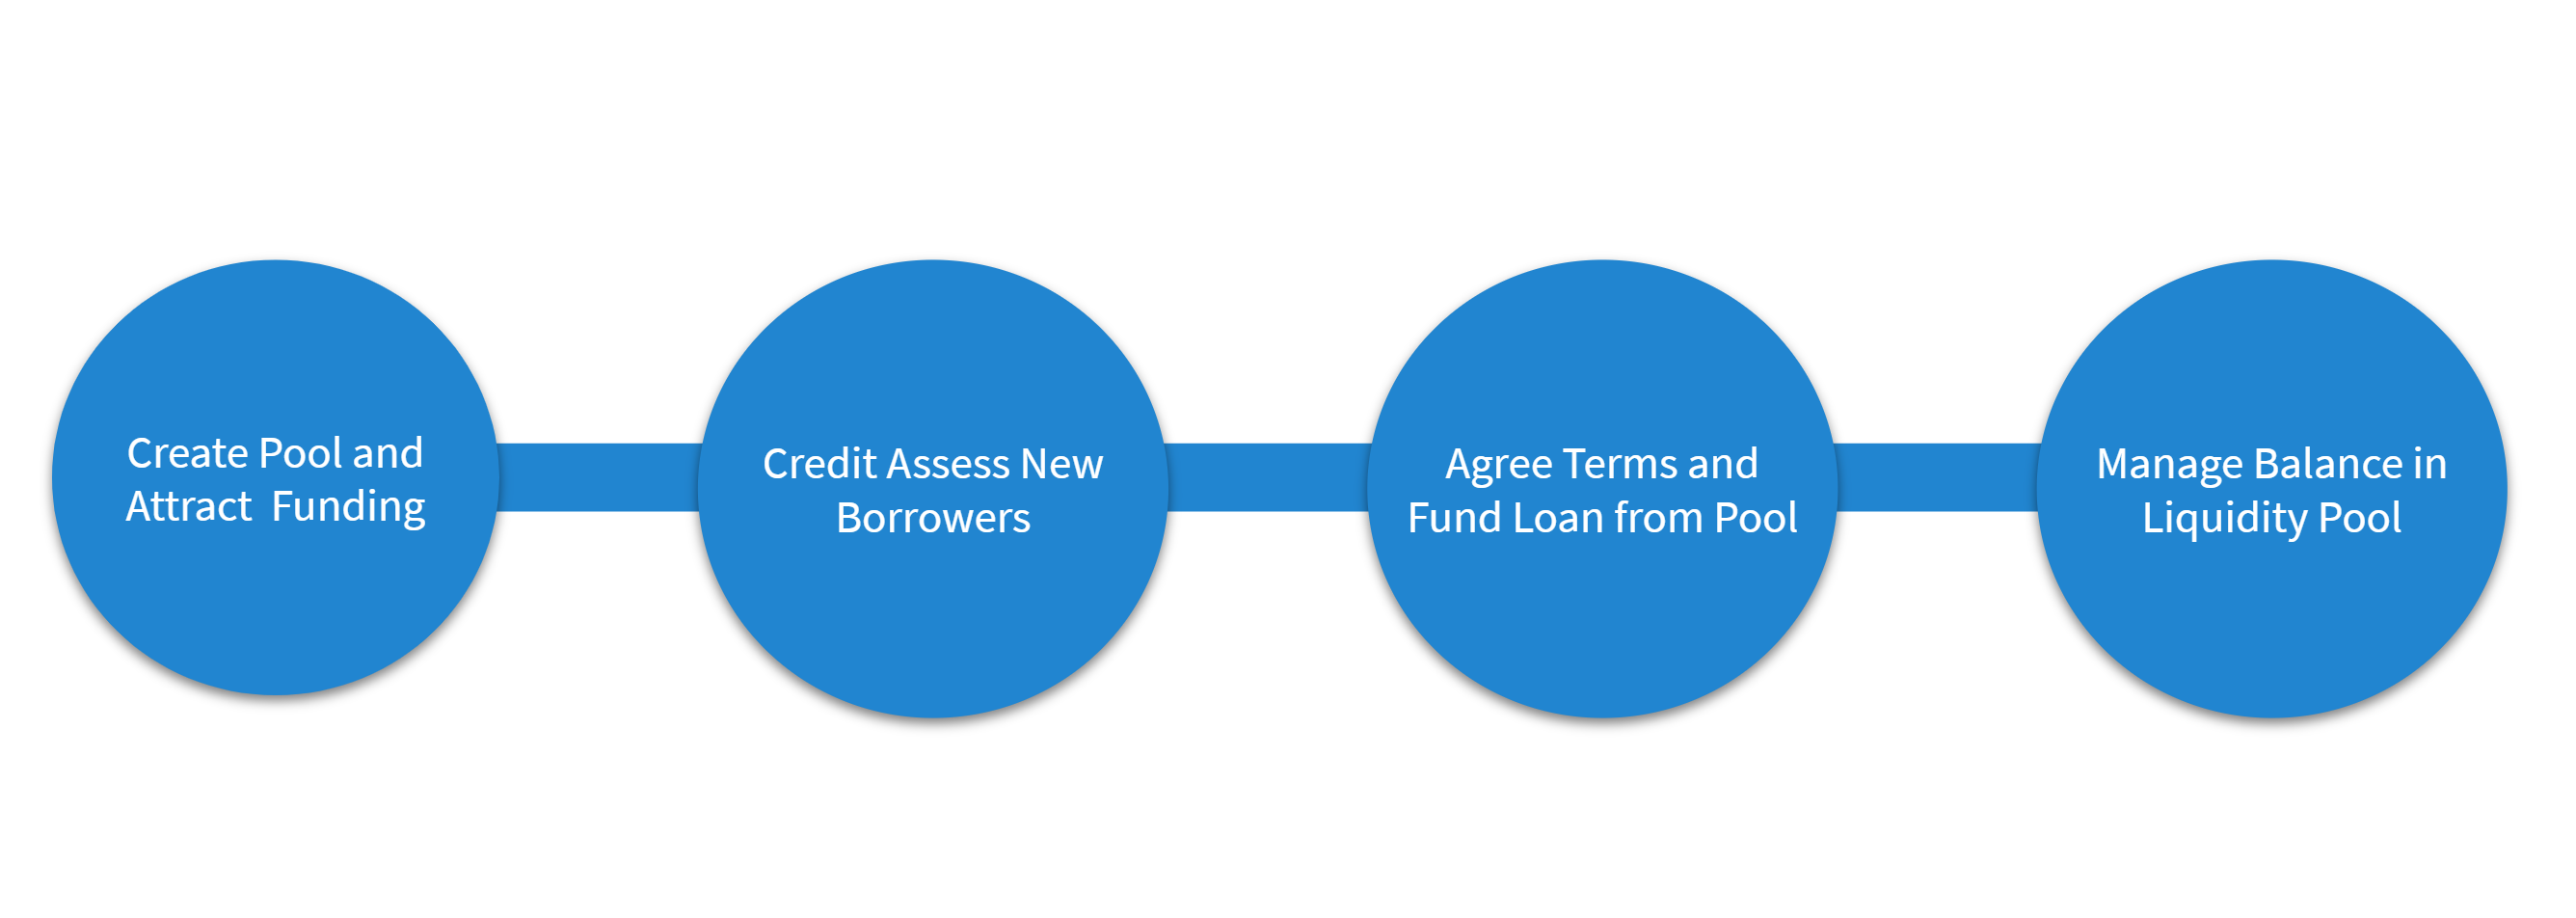 Create Pool and
Attract  Funding
Credit Assess New
Borrowers
Agree Terms and
Fund Loan from Pool
Manage Balance in
Liquidity Pool